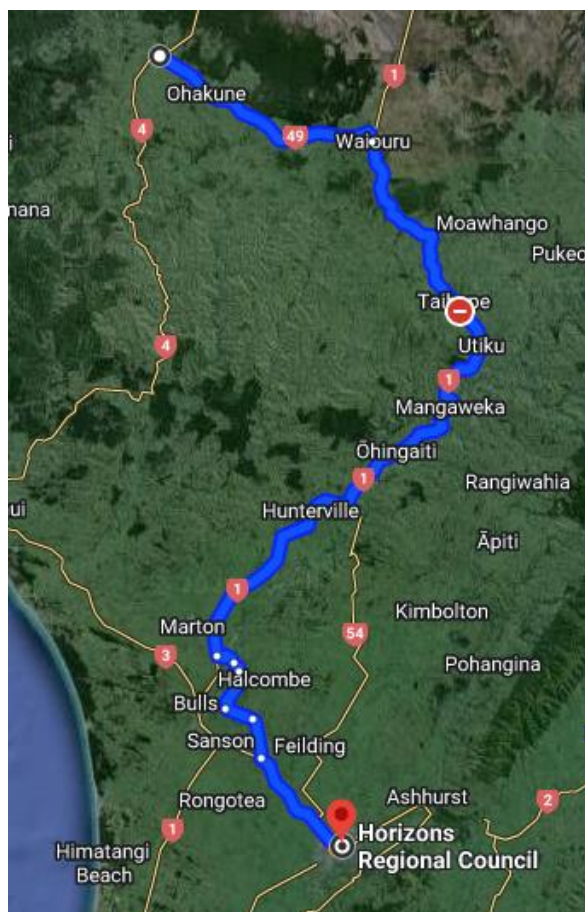 1
Ohakune
4
49
Waiouru
nana
Moawhango
Pukeo
Taihape
4
Utiku
1
Mangaweka
Ōhingaiti
1
Rangiwahia
ui
Hunterville
Āpiti
1
Kimbolton
Marton
54
3
Pohangina
Halcombe
Bulls
Sanson
Feilding
Rongotea
Ashhurst
2
1
Horizons
Regional Council
Himatangi
Beach